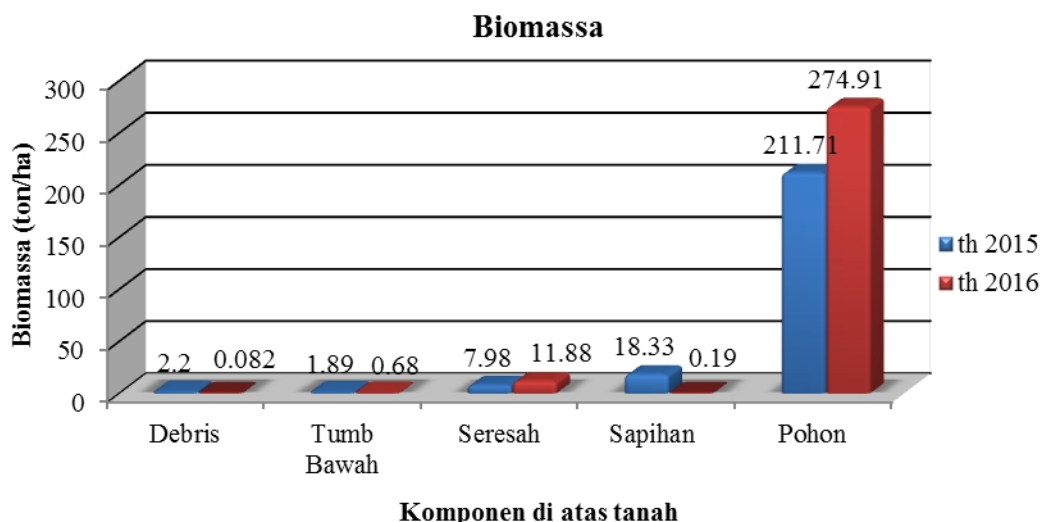 Biomassa
Biomassa (ton/ha)
300
250
200
150
100
50
0
2.2
0.082
1.89
0.68
7.98
11.88
18.33
0.19
211.71
274.91
Debris
Tumb
Bawah
Seresah
Sapihan
Pohon
th 2015
th 2016
Komponen di atas tanah